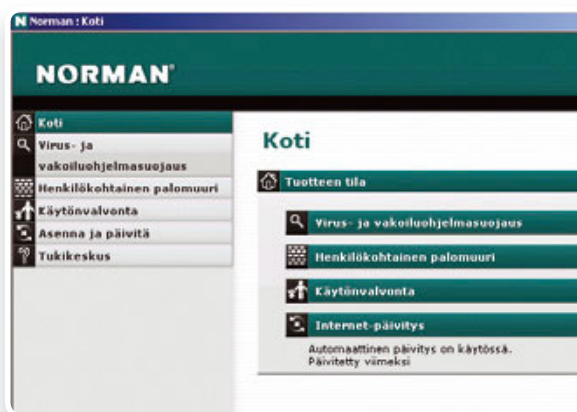 Norman : Koti
NORMAN®
Koti
Virus- ja
vakoiluohjelmasuojaus
Henkilökohtainen palomuuri
Käytönvalvonta
Asenna ja päivitä
Tukikeskus
Koti
Tuotteen tila
Virus- ja vakoiluohjelmasuojaus
Henkilökohtainen palomuuri
Käytönvalvonta
Internet-päivitys
Automaattinen päivitys on käytössä.
Päivitetty viimeksi